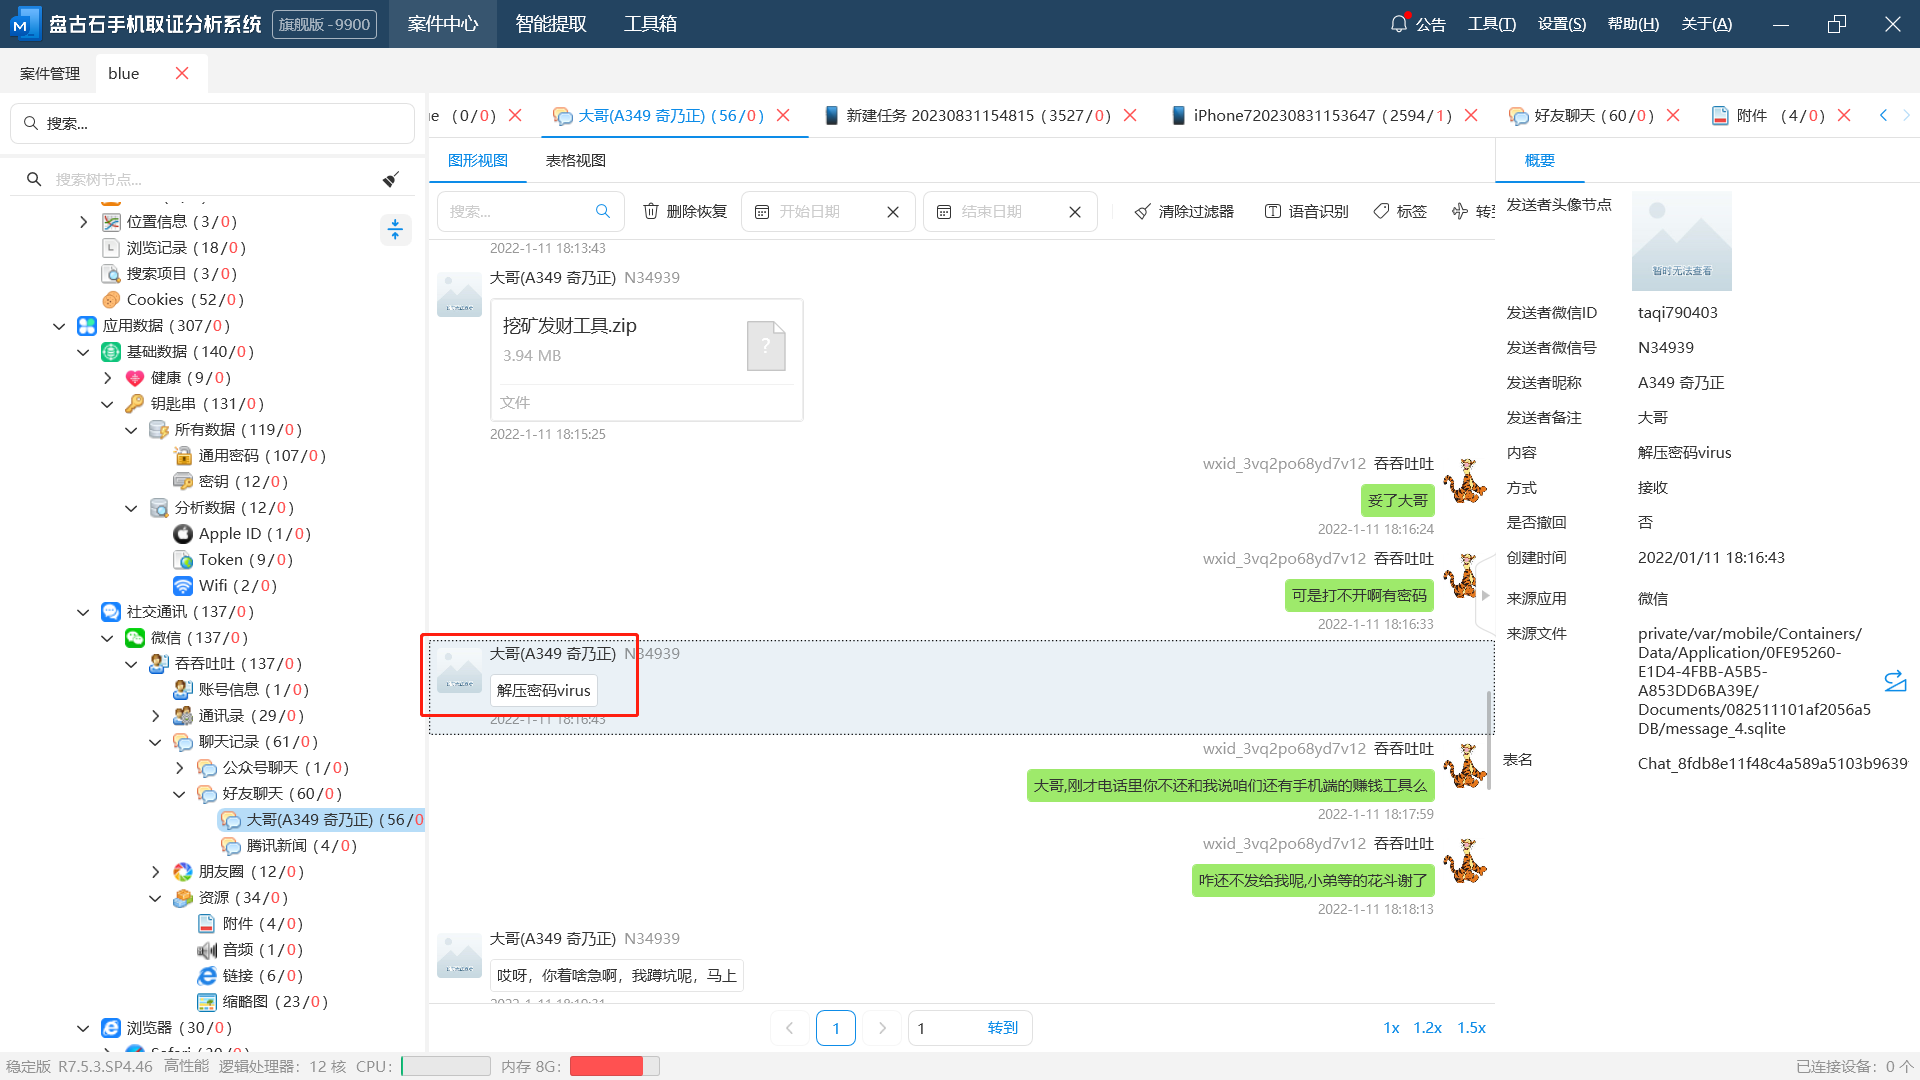 盘古石手机取证分析系统 旗舰版 -9900 案件中心 智能提取 工具箱 公告 工具(T) 设置(S) 帮助(H) 关于(A)
案件管理 blue
搜索...
搜索树节点...
位置信息 (3/0)
浏览记录 (18/0)
搜索项目 (3/0)
Cookies (52/0)
应用数据 (307/0)
基础数据 (140/0)
健康 (9/0)
钥匙串 (131/0)
所有数据 (119/0)
通用密码 (107/0)
密钥 (12/0)
分析数据 (12/0)
Apple ID (1/0)
Token (9/0)
Wifi (2/0)
社交通讯 (137/0)
微信 (137/0)
吞吞吐吐 (137/0)
账号信息 (1/0)
通讯录 (29/0)
聊天记录 (61/0)
公众号聊天 (1/0)
好友聊天 (60/0)
大哥(A349 奇乃正) (56/0
腾讯新闻 (4/0)
朋友圈 (12/0)
资源 (34/0)
附件 (4/0)
音频 (1/0)
链接 (6/0)
缩略图 (23/0)
浏览器 (30/0)
e (0/0) 大哥(A349 奇乃正) (56/0) 新建任务 20230831154815 (3527/0) iPhone720230831153647 (2594/1) 好友聊天 (60/0) 附件 (4/0)
图形视图 表格视图
搜索... 删除恢复 开始日期 结束日期 清除过滤器 语音识别 标签 转至
2022-1-11 18:13:43
大哥(A349 奇乃正) N34939
挖矿发财工具.zip
3.94 MB
?
文件
2022-1-11 18:15:25
wxid_3vq2po68yd7v12 吞吞吐吐
妥了大哥
2022-1-11 18:16:24
wxid_3vq2po68yd7v12 吞吞吐吐
可是打不开啊有密码
2022-1-11 18:16:33
大哥(A349 奇乃正) N34939
解压密码virus
2022-1-11 18:16:43
wxid_3vq2po68yd7v12 吞吞吐吐
大哥,刚才电话里你不还和我说咱们还有手机端的赚钱工具么
2022-1-11 18:17:59
wxid_3vq2po68yd7v12 吞吞吐吐
咋还不发给我呢,小弟等的花斗谢了
2022-1-11 18:18:13
大哥(A349 奇乃正) N34939
哎呀，你着啥急啊，我蹲坑呢，马上
1 1 转到 1x 1.2x 1.5x
概要
发送者头像节点
暂时无法查看
发送者微信ID taqi790403
发送者微信号 N34939
发送者昵称 A349 奇乃正
发送者备注 大哥
内容 解压密码virus
方式 接收
是否撤回 否
创建时间 2022/01/11 18:16:43
来源应用 微信
来源文件 private/var/mobile/Containers/
Data/Application/0FE95260-
E1D4-4FBB-A5B5-
A853DD6BA39E/
Documents/082511101af2056a5
DB/message_4.sqlite
表名 Chat_8fdb8e11f48c4a589a5103b9639
稳定版 R7.5.3.SP4.46 高性能 逻辑处理器：12 核 CPU： 内存 8G： 已连接设备：0 个